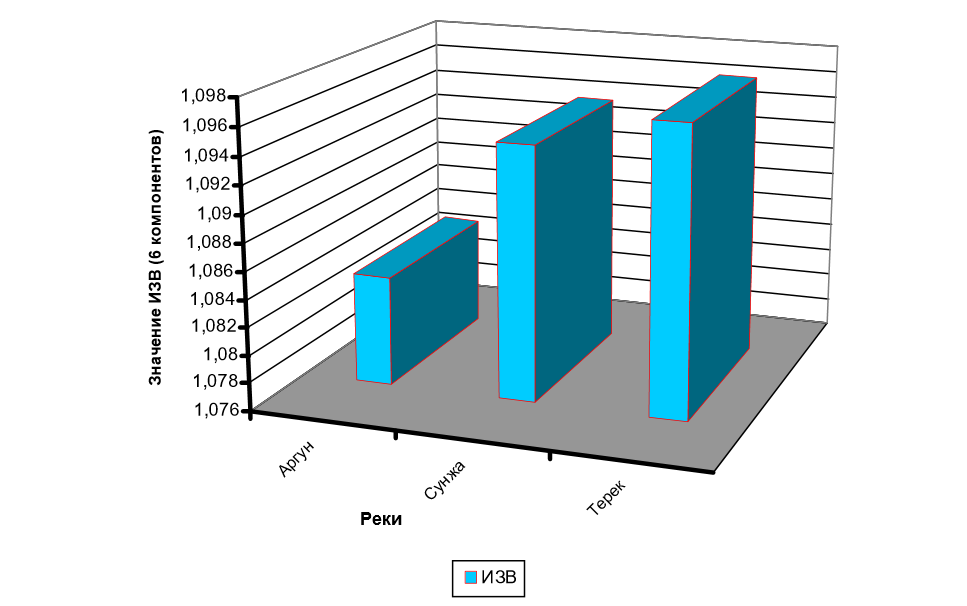 Значение ИЗВ (6 компонентов)
1,098
1,096
1,094
1,092
1,09
1,088
1,086
1,084
1,082
1,08
1,078
1,076
Аргун
Сунжа
Терек
Реки
ИЗВ